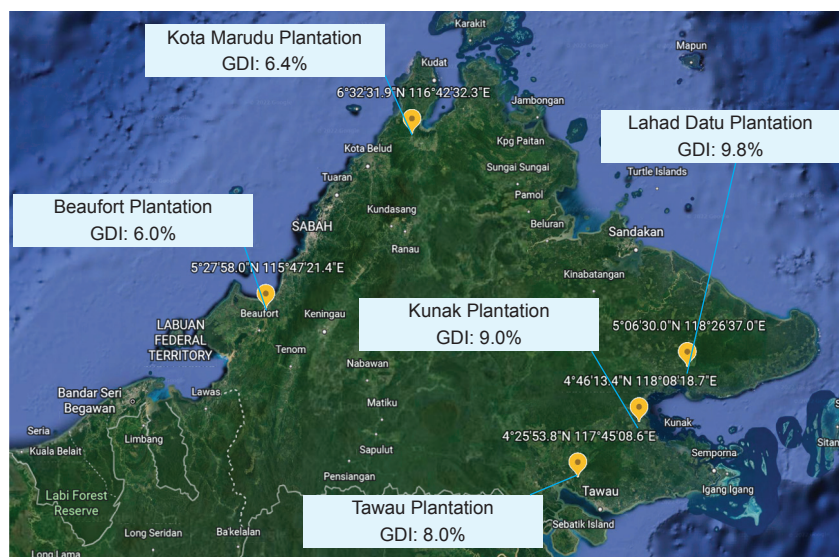 Karakit
Kota Marudu Plantation
GDI: 6.4%
Mapun
Kudat
6°32'31.9"N 116°42'32.3"E
Jambongan
Lahad Datu Plantation
GDI: 9.8%
Kota Belud
Kpg Paitan
Tuaran
Sungai Sungai
Turtle Islands
Pamol
Beaufort Plantation
GDI: 6.0%
Kundasang
SABAH
Beluran
Sandakan
Ranau
5°27'58.0"N 115°47'21.4"E
Kinabatangan
Kunak Plantation
GDI: 9.0%
Beaufort
Keningau
5°06'30.0"N 118°26'37.0"E
LABUAN
FEDERAL
TERRITORY
Tenom
Nabawan
4°46'13.4"N 118°08'18.7"E
Bandar Seri
Begawan
Lawas
Matiku
Kunak
Seria
Limbang
4°25'53.8"N 117°45'08.6"E
Kuala Belait
Sapulut
Semporna
Sitan
Pensiangan
Igang Igang
Labi Forest
Reserve
Tawau Plantation
GDI: 8.0%
Tawau
Long Seridan
Ba'kelalan
Sebatik Island
Long Lama